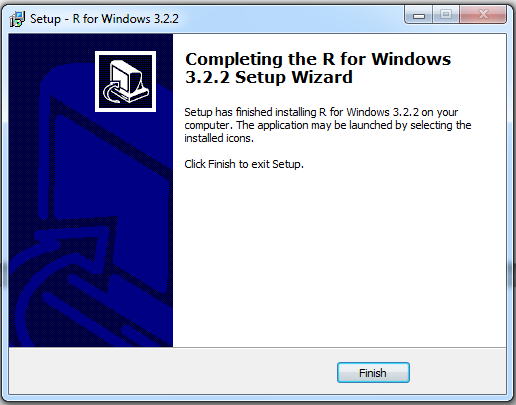 Setup - R for Windows 3.2.2
Completing the R for Windows
3.2.2 Setup Wizard
Setup has finished installing R for Windows 3.2.2 on your
computer. The application may be launched by selecting the
installed icons.
Click Finish to exit Setup.
Finish